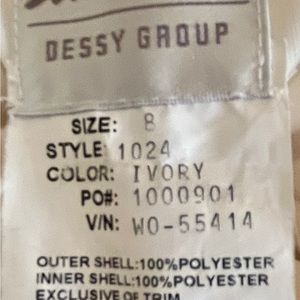 DESSY GROUP
SIZE: 8
STYLE 1024
COLOR: IVORY
PO#: 1000901
V/N: WO-55414
OUTER SHELL:100%POLYESTER
INNER SHELL:100%POLYESTER
EXCLUSIVE OF TRIM